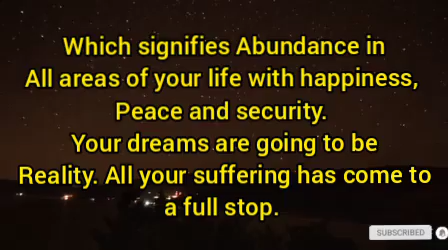 Which signifies Abundance in
All areas of your life with happiness,
Peace and security.
Your dreams are going to be
Reality. All your suffering has come to
a full stop.
SUBSCRIBED